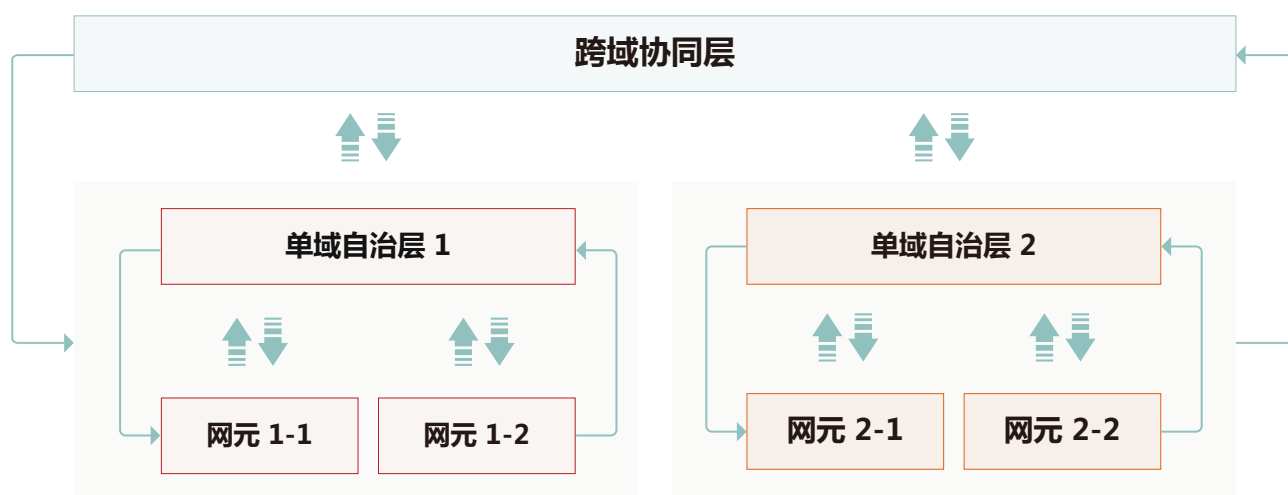 跨域协同层
单域自治层 1
单域自治层 2
网元 1-1
网元 1-2
网元 2-1
网元 2-2